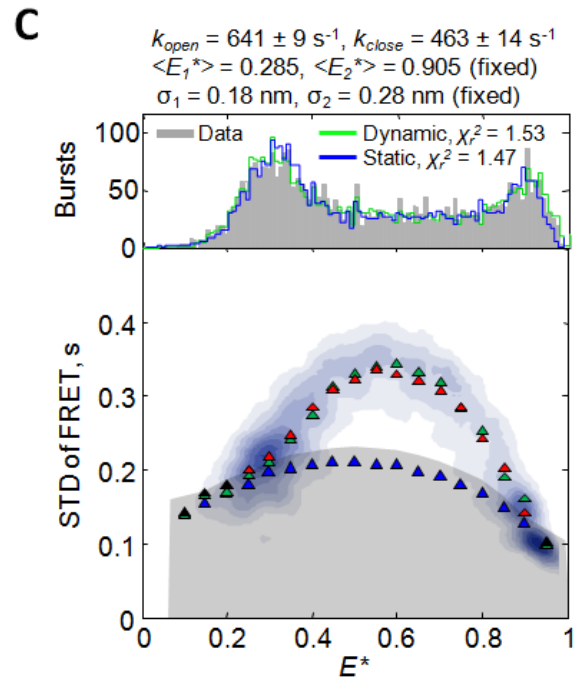 C
k_open = 641 ± 9 s⁻¹, k_close = 463 ± 14 s⁻¹
<E₁*> = 0.285, <E₂*> = 0.905 (fixed)
σ₁ = 0.18 nm, σ₂ = 0.28 nm (fixed)
Data
Dynamic, χᵣ² = 1.53
Static, χᵣ² = 1.47
Bursts
100
50
0
STD of FRET, s
0.4
0.3
0.2
0.1
0
0 0.2 0.4 0.6 0.8 1
E*